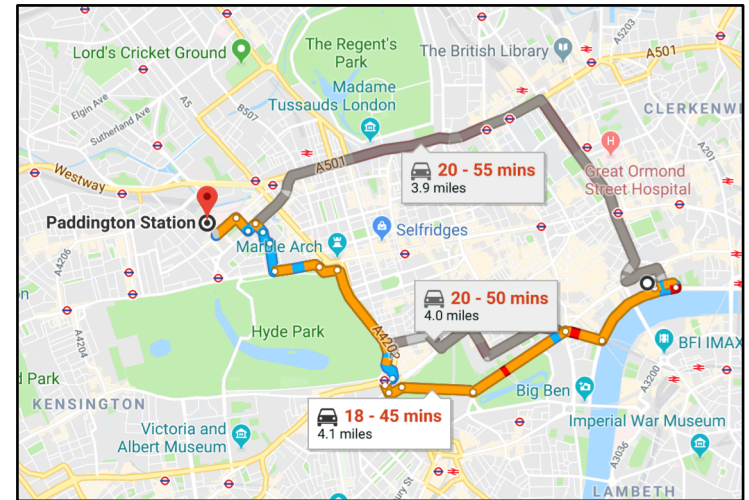 Lord's Cricket Ground
The Regent's
Park
The British Library
A5203
A501
Madame
Tussauds London
CLERKENW
Elgin Ave
A5
B507
Sutherland Ave
A201
Westway
A501
20 - 55 mins
3.9 miles
Great Ormond
Street Hospital
Paddington Station
Selfridges
Marble Arch
A4206
20 - 50 mins
4.0 miles
Hyde Park
A4202
BFI IMAX
A4204
d Park
A3200
Big Ben
KENSINGTON
18 - 45 mins
4.1 miles
Imperial War Museum
Victoria and
Albert Museum
A3036
LAMBETH